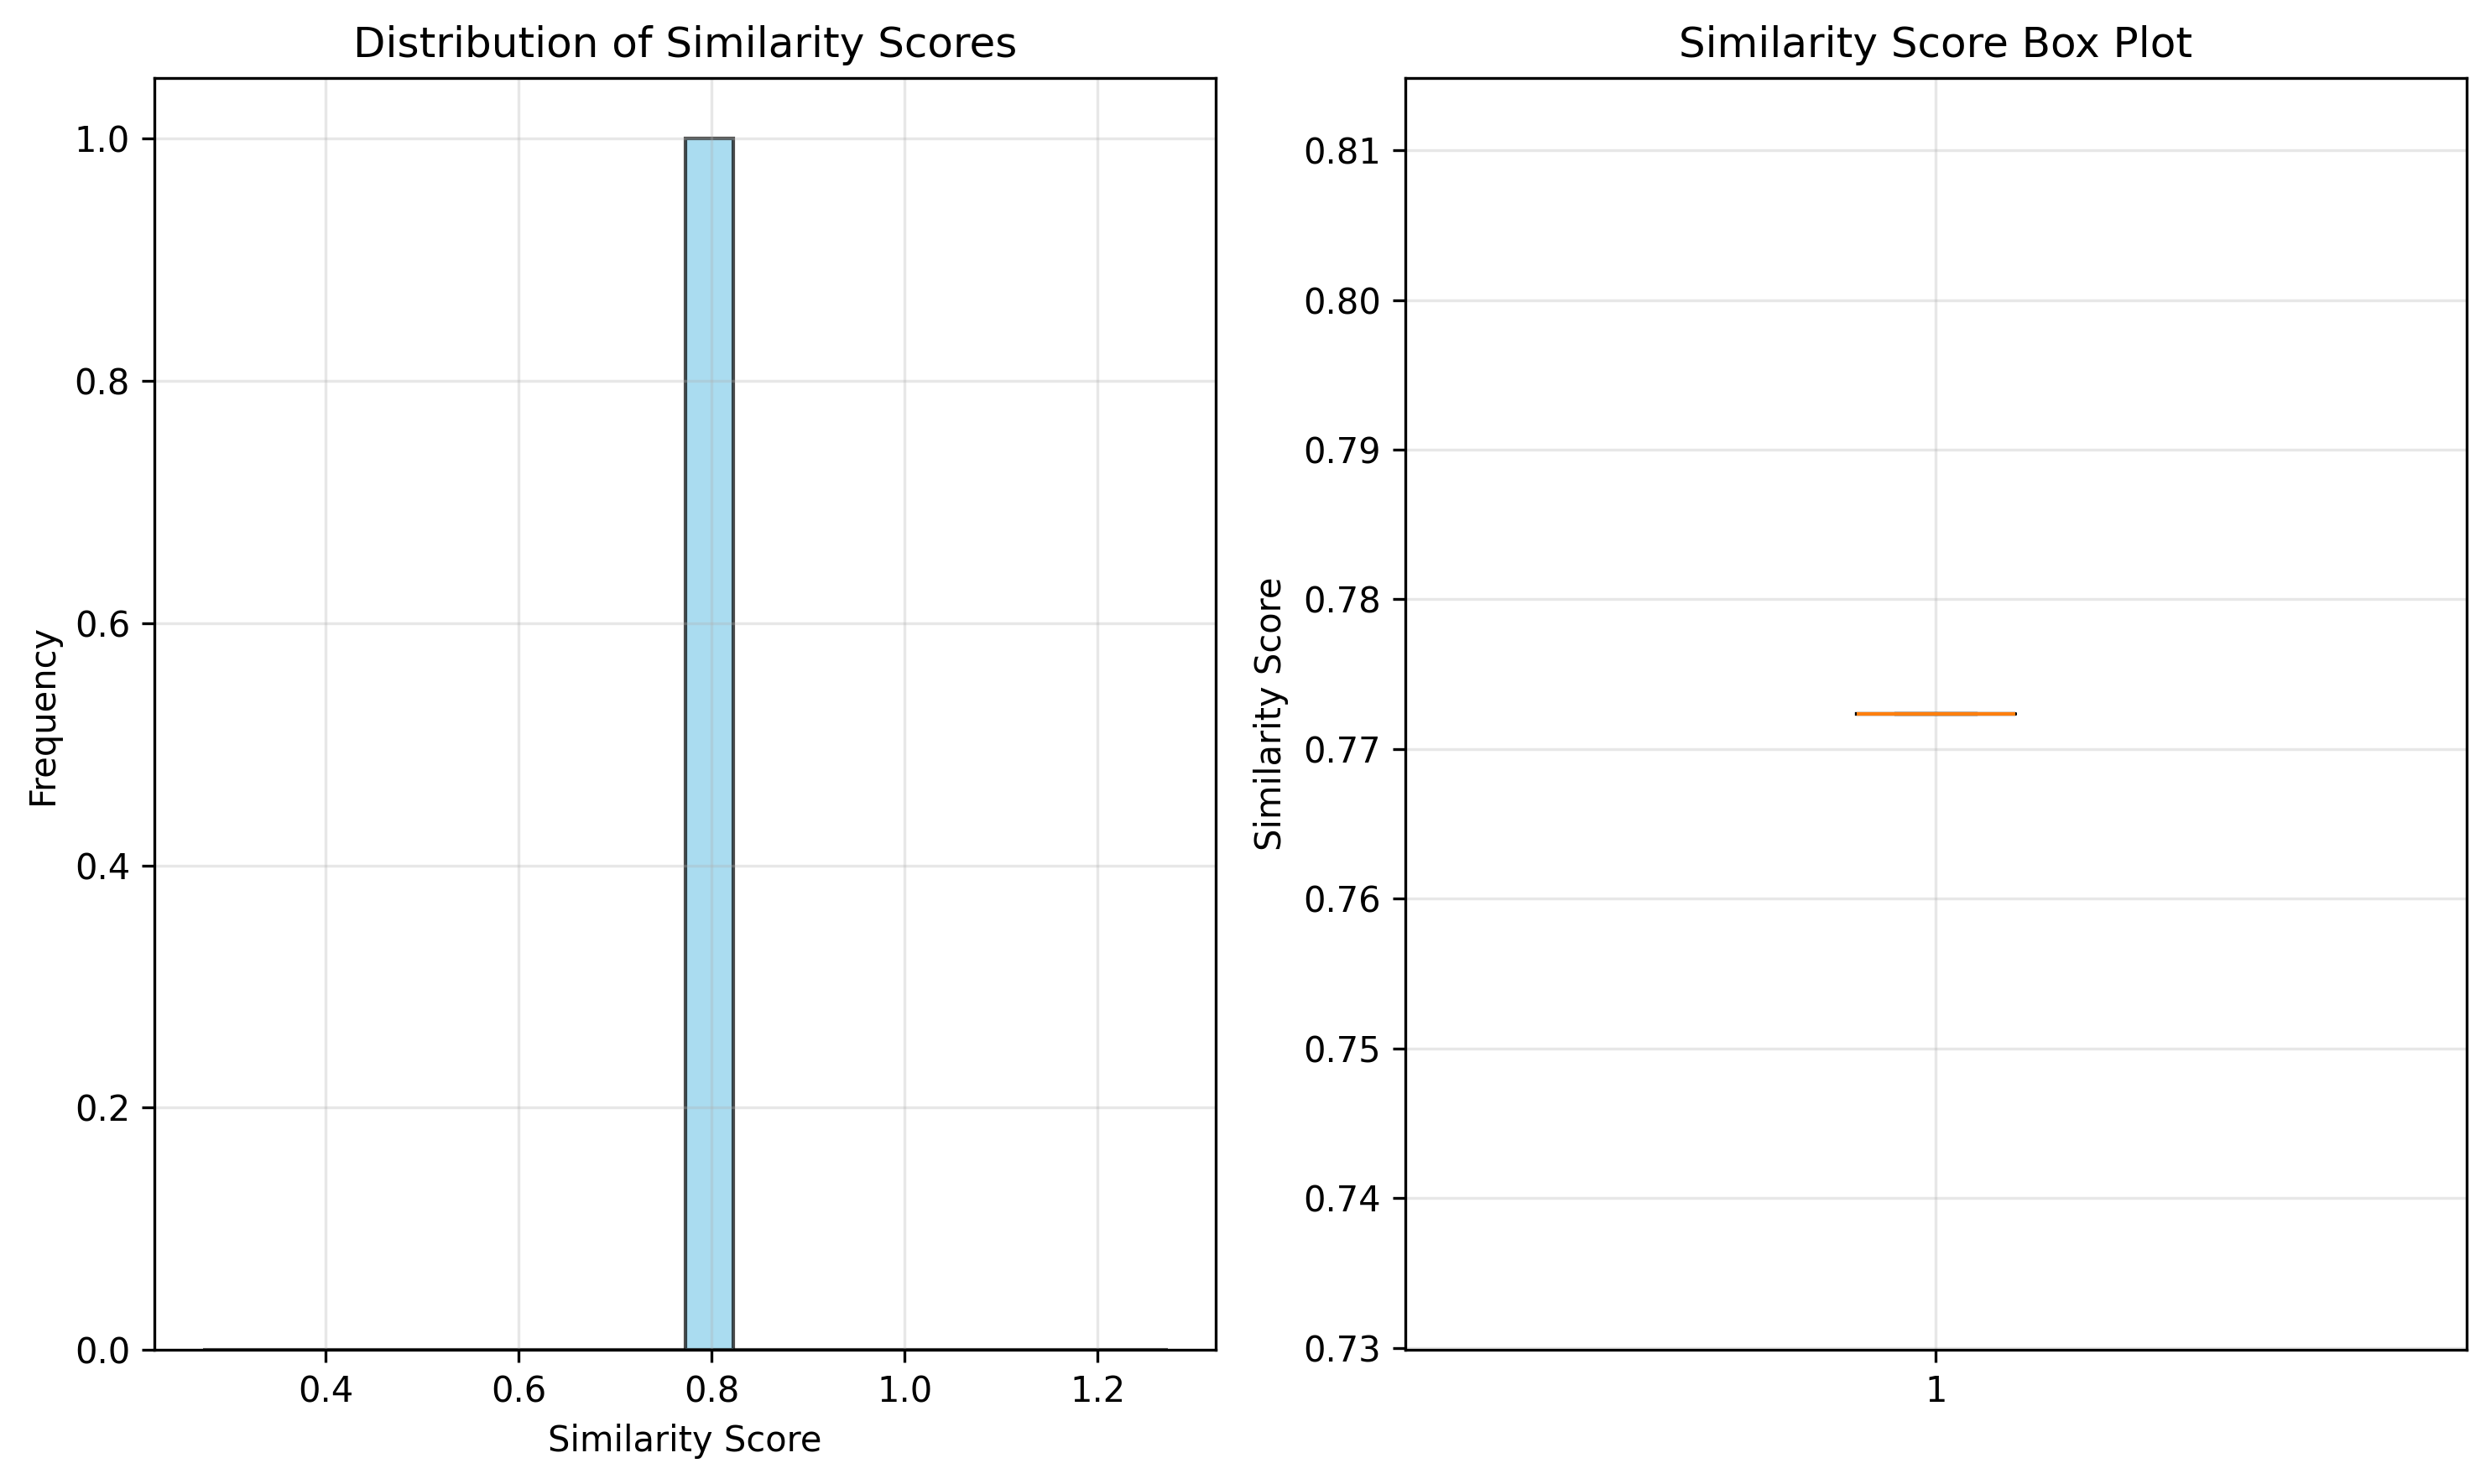 Distribution of Similarity Scores
Frequency
1.0
0.8
0.6
0.4
0.2
0.0
0.4 0.6 0.8 1.0 1.2
Similarity Score
Similarity Score Box Plot
Similarity Score
0.81
0.80
0.79
0.78
0.77
0.76
0.75
0.74
0.73
1